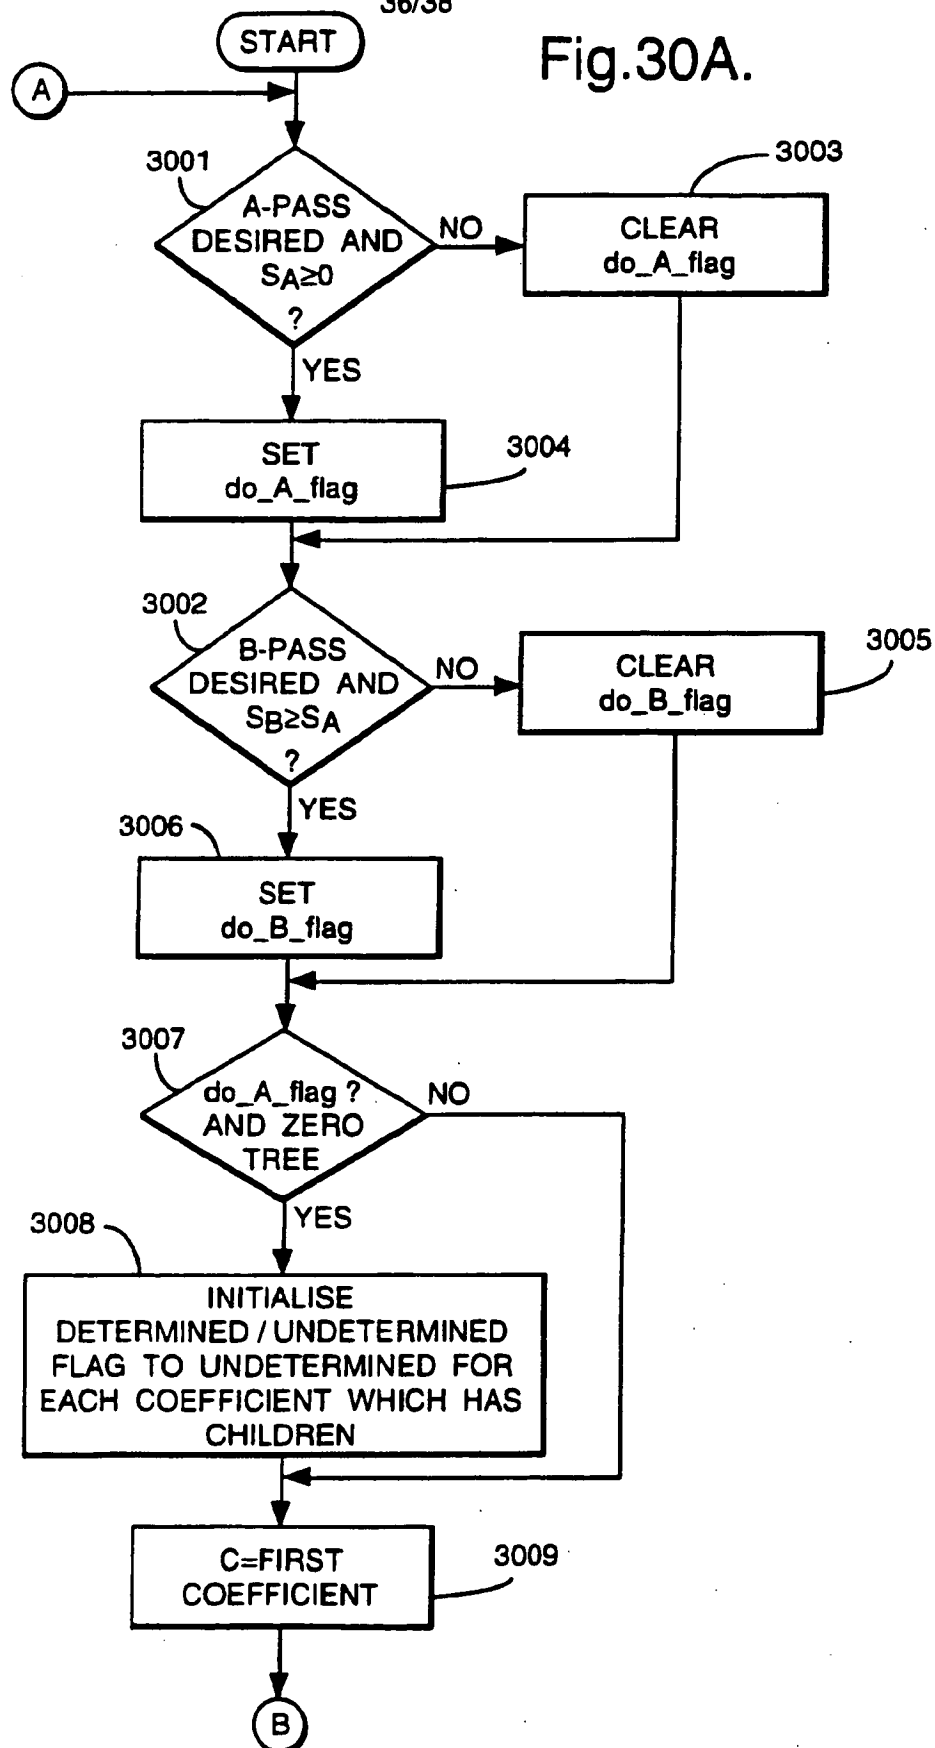 36/38
START
Fig.30A.
A
3001
3003
A-PASS
DESIRED AND
SA≥0
?
NO
CLEAR
do_A_flag
YES
SET
do_A_flag
3004
3002
B-PASS
DESIRED AND
SB≥SA
?
NO
CLEAR
do_B_flag
3005
YES
3006
SET
do_B_flag
3007
do_A_flag ?
AND ZERO
TREE
NO
YES
3008
INITIALISE
DETERMINED / UNDETERMINED
FLAG TO UNDETERMINED FOR
EACH COEFFICIENT WHICH HAS
CHILDREN
C=FIRST
COEFFICIENT
3009
B